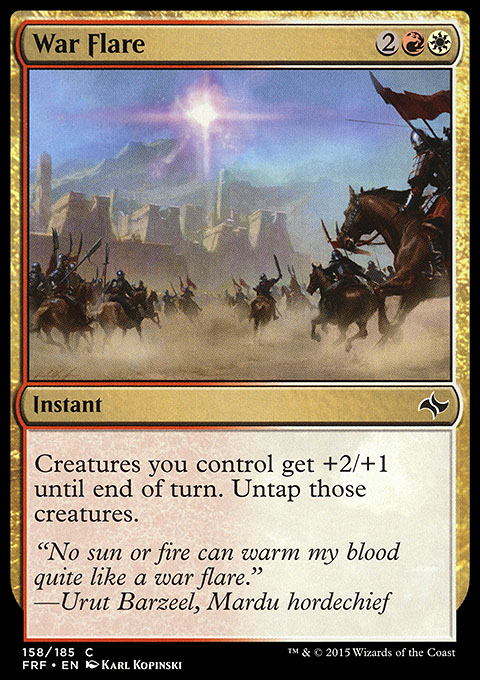 War Flare 2
Instant
Creatures you control get +2/+1
until end of turn. Untap those
creatures.
“No sun or fire can warm my blood
quite like a war flare.”
—Urut Barzeel, Mardu hordechief
158/185 C
FRF • EN Karl Kopinski
™ & © 2015 Wizards of the Coast